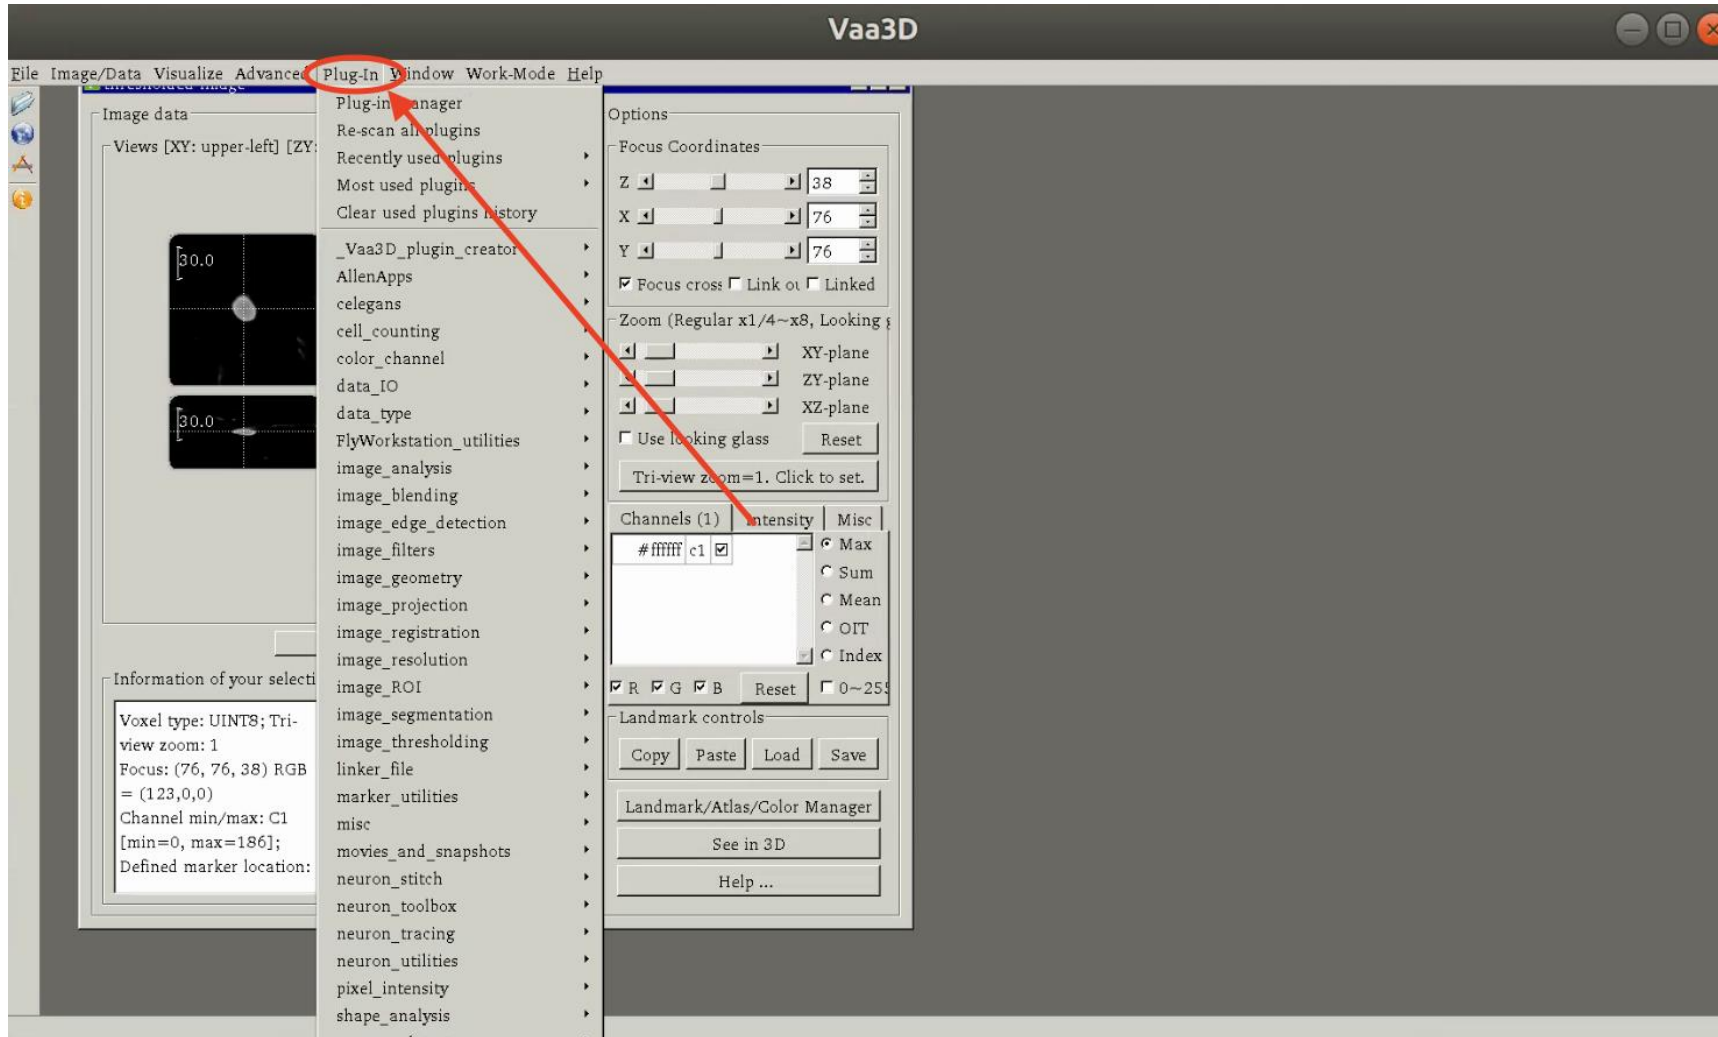 Vaa3D
File Image/Data Visualize Advanced Plug-In Window Work-Mode Help
thresholded image
Image data
Views [XY: upper-left] [ZY:
30.0
30.0
Information of your selecti
Voxel type: UINT8; Tri-
view zoom: 1
Focus: (76, 76, 38) RGB
= (123,0,0)
Channel min/max: C1
[min=0, max=186];
Defined marker location:
Plug-in manager
Re-scan all plugins
Recently used plugins
Most used plugins
Clear used plugins history
_Vaa3D_plugin_creator
AllenApps
celegans
cell_counting
color_channel
data_IO
data_type
FlyWorkstation_utilities
image_analysis
image_blending
image_edge_detection
image_filters
image_geometry
image_projection
image_registration
image_resolution
image_ROI
image_segmentation
image_thresholding
linker_file
marker_utilities
misc
movies_and_snapshots
neuron_stitch
neuron_toolbox
neuron_tracing
neuron_utilities
pixel_intensity
shape_analysis
Options
Focus Coordinates
Z 38
X 76
Y 76
Focus cross Link ou Linked
Zoom (Regular x1/4~x8, Looking g
XY-plane
ZY-plane
XZ-plane
Use looking glass Reset
Tri-view zoom=1. Click to set.
Channels (1) Intensity Misc
#ffffff c1
Max
Sum
Mean
OIT
Index
R G B Reset 0~255
Landmark controls
Copy Paste Load Save
Landmark/Atlas/Color Manager
See in 3D
Help ...